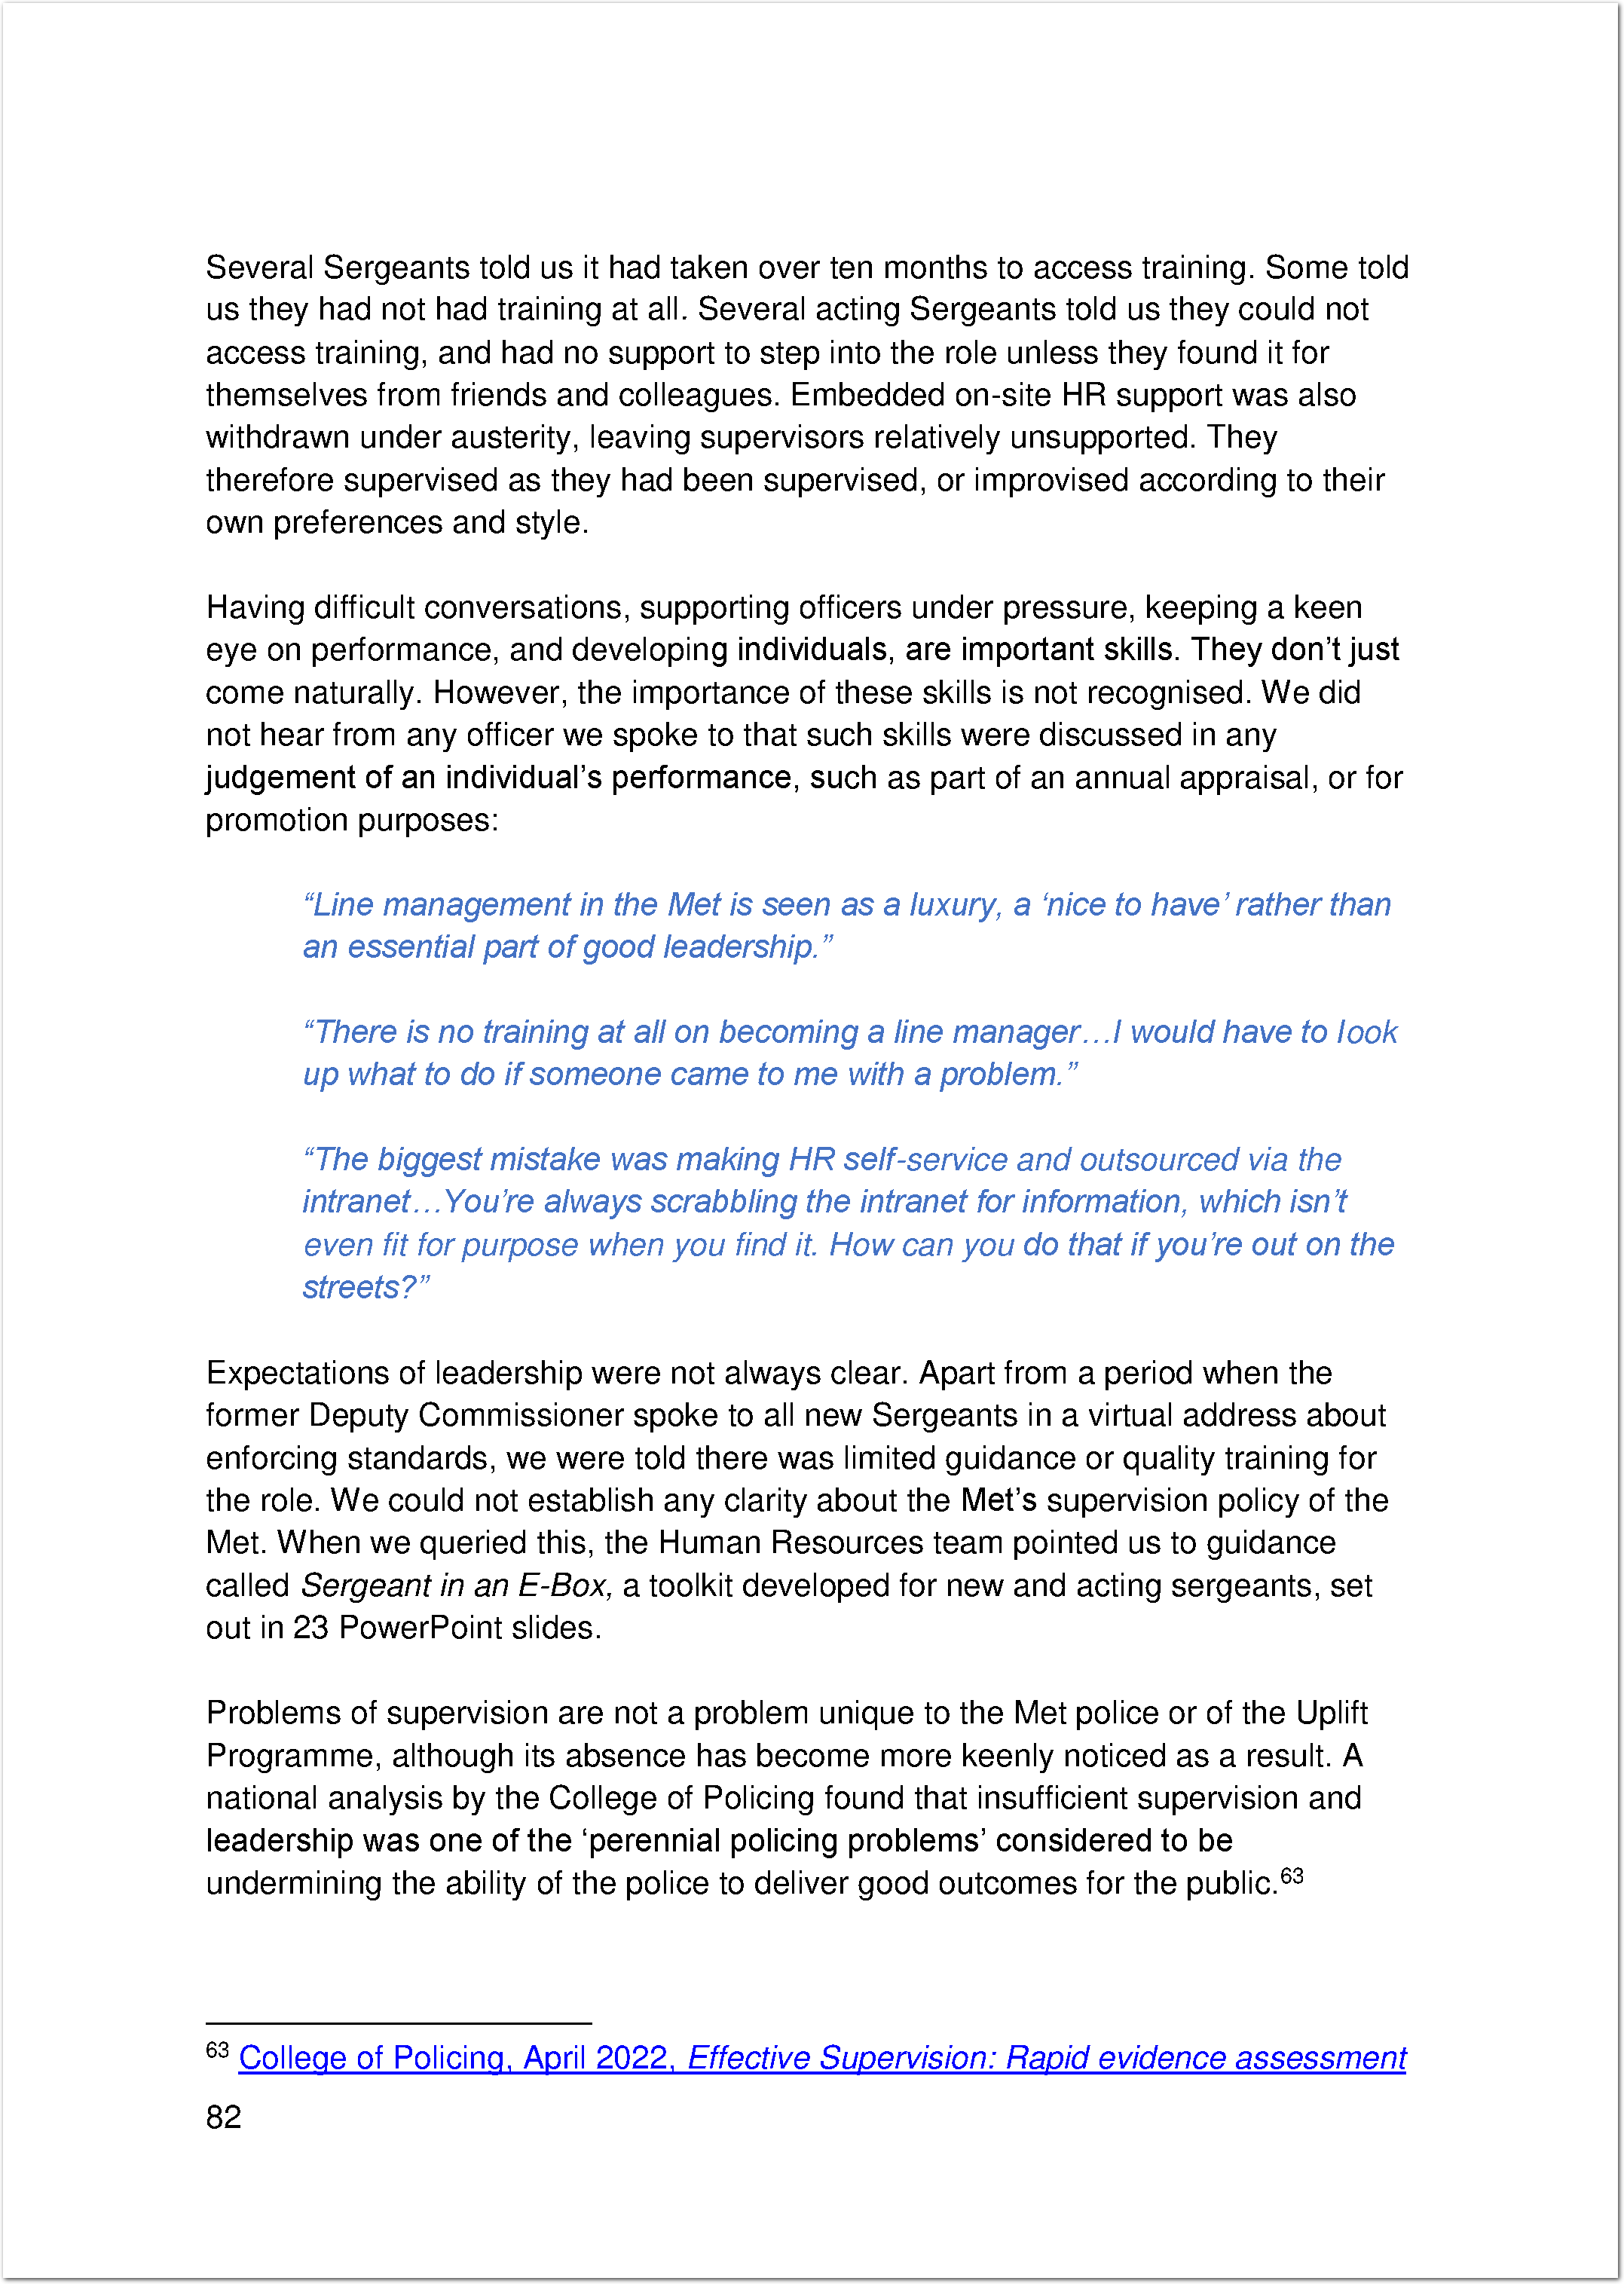 Several Sergeants told us it had taken over ten months to access training. Some told
us they had not had training at all. Several acting Sergeants told us they could not
access training, and had no support to step into the role unless they found it for
themselves from friends and colleagues. Embedded on-site HR support was also
withdrawn under austerity, leaving supervisors relatively unsupported. They
therefore supervised as they had been supervised, or improvised according to their
own preferences and style.
Having difficult conversations, supporting officers under pressure, keeping a keen
eye on performance, and developing individuals, are important skills. They don’t just
come naturally. However, the importance of these skills is not recognised. We did
not hear from any officer we spoke to that such skills were discussed in any
judgement of an individual’s performance, such as part of an annual appraisal, or for
promotion purposes:
“Line management in the Met is seen as a luxury, a ‘nice to have’ rather than
an essential part of good leadership.”
“There is no training at all on becoming a line manager…I would have to look
up what to do if someone came to me with a problem.”
“The biggest mistake was making HR self-service and outsourced via the
intranet…You’re always scrabbling the intranet for information, which isn’t
even fit for purpose when you find it. How can you do that if you’re out on the
streets?”
Expectations of leadership were not always clear. Apart from a period when the
former Deputy Commissioner spoke to all new Sergeants in a virtual address about
enforcing standards, we were told there was limited guidance or quality training for
the role. We could not establish any clarity about the Met’s supervision policy of the
Met. When we queried this, the Human Resources team pointed us to guidance
called Sergeant in an E-Box, a toolkit developed for new and acting sergeants, set
out in 23 PowerPoint slides.
Problems of supervision are not a problem unique to the Met police or of the Uplift
Programme, although its absence has become more keenly noticed as a result. A
national analysis by the College of Policing found that insufficient supervision and
leadership was one of the ‘perennial policing problems’ considered to be
undermining the ability of the police to deliver good outcomes for the public.63
63 College of Policing, April 2022, Effective Supervision: Rapid evidence assessment
82